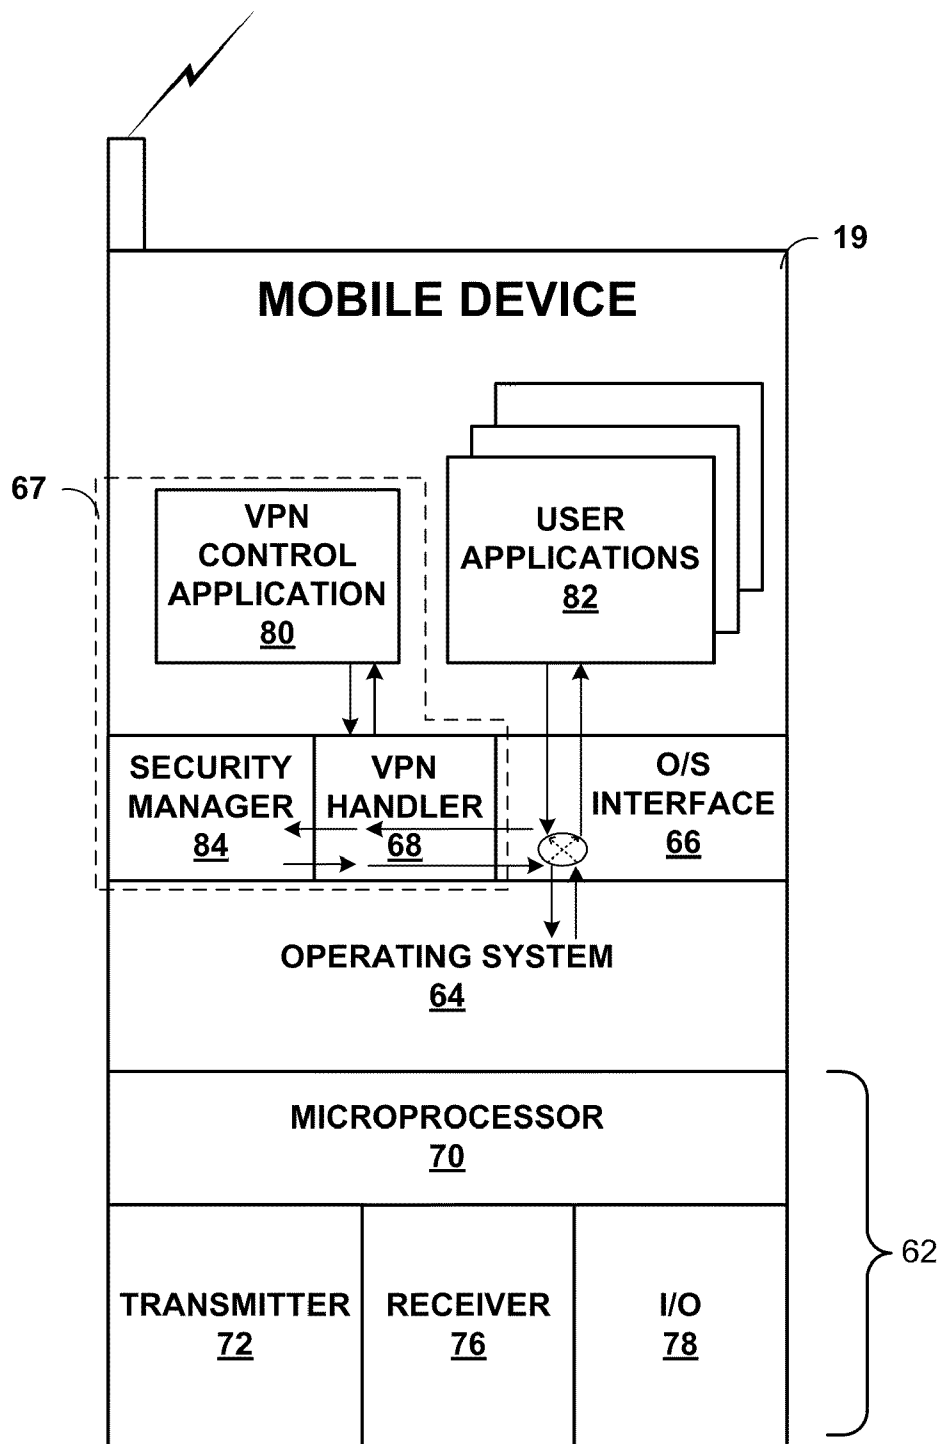 19
MOBILE DEVICE
67
VPN
CONTROL
APPLICATION
80
USER
APPLICATIONS
82
SECURITY
MANAGER
84
VPN
HANDLER
68
O/S
INTERFACE
66
OPERATING SYSTEM
64
MICROPROCESSOR
70
62
TRANSMITTER
72
RECEIVER
76
I/O
78